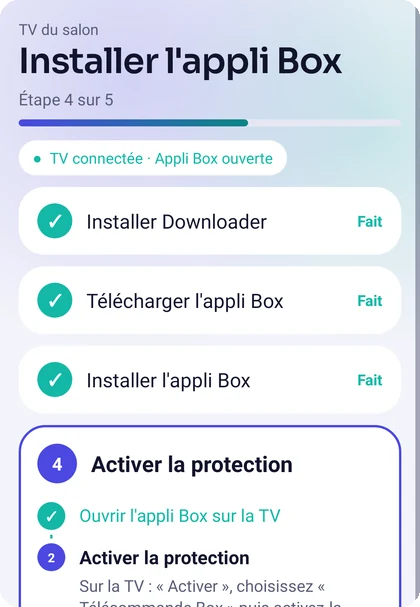 TV du salon
Installer l'appli Box
Étape 4 sur 5
TV connectée · Appli Box ouverte
✓ Installer Downloader Fait
✓ Télécharger l'appli Box Fait
✓ Installer l'appli Box Fait
4 Activer la protection
✓ Ouvrir l'appli Box sur la TV
2 Activer la protection
Sur la TV : « Activer », choisissez «
Télécommande Box » puis activez le